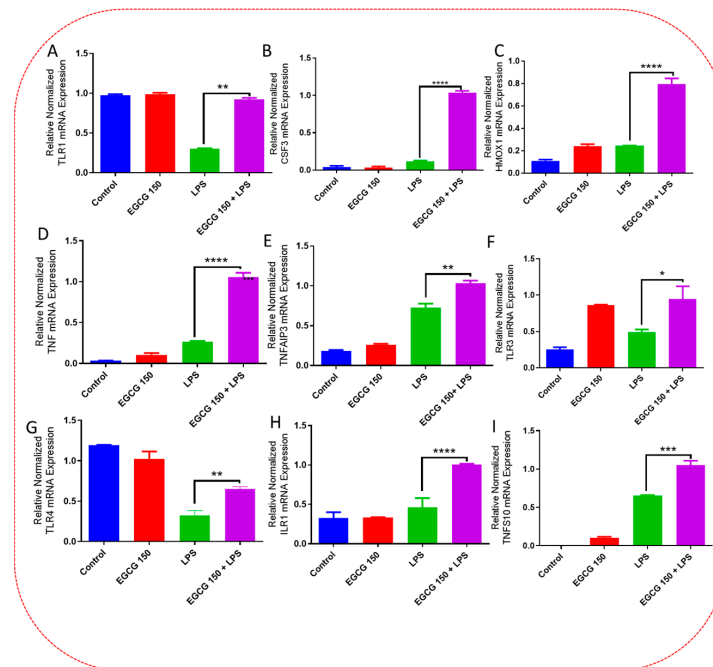 A
Relative Normalized
TLR1 mRNA Expression
1.5
1.0
0.5
0.0
**
Control
EGCG 150
LPS
EGCG 150 + LPS
B
Relative Normalized
CSF3 mRNA Expression
1.5
1.0
0.5
0.0
****
Control
EGCG 150
LPS
EGCG 150 + LPS
C
Relative Normalized
HMOX1 mRNA Expression
1.0
0.8
0.6
0.4
0.2
0.0
****
Control
EGCG 150
LPS
EGCG 150 + LPS
D
Relative Normalized
TNF mRNA Expression
1.5
1.0
0.5
0.0
****
Control
EGCG 150
LPS
EGCG 150 + LPS
E
Relative Normalized
TNFAIP3 mRNA Expression
1.5
1.0
0.5
0.0
**
Control
EGCG 150
LPS
EGCG 150+ LPS
F
Relative Normalized
TLR3 mRNA Expression
1.5
1.0
0.5
0.0
*
Control
EGCG 150
LPS
EGCG 150 + LPS
G
Relative Normalized
TLR4 mRNA Expression
1.5
1.0
0.5
0.0
**
Control
EGCG 150
LPS
EGCG 150 + LPS
H
Relative Normalized
ILR1 mRNA Expression
1.5
1.0
0.5
0.0
****
Control
EGCG 150
LPS
EGCG 150 + LPS
I
Relative Normalized
TNFS10 mRNA Expression
1.5
1.0
0.5
0.0
***
Control
EGCG 150
LPS
EGCG 150 + LPS